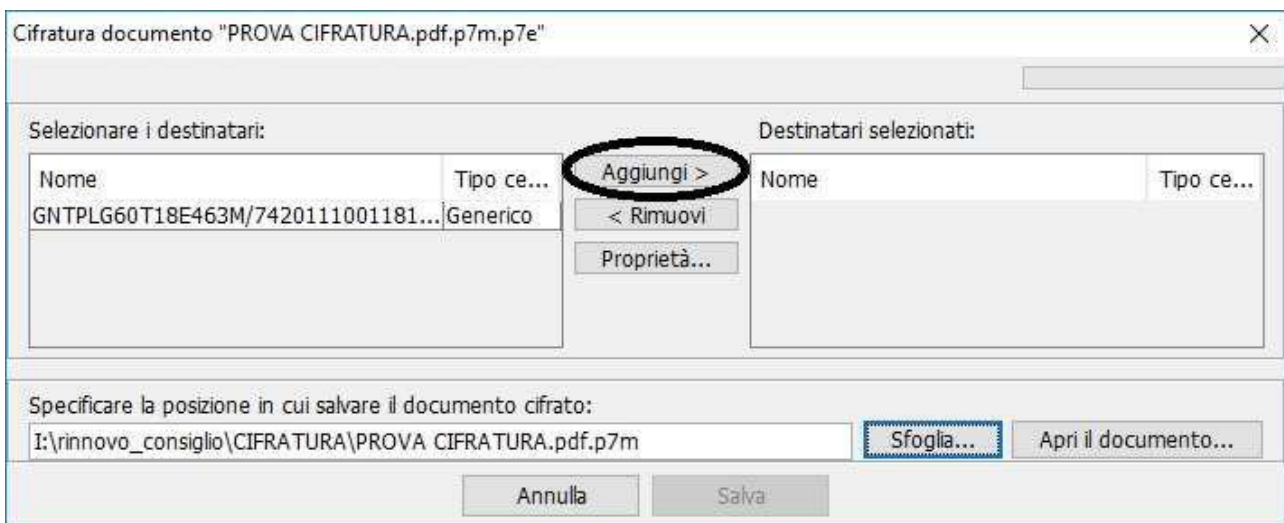 Cifratura documento "PROVA CIFRATURA.pdf.p7m.p7e"
Selezionare i destinatari:
Destinatari selezionati:
Nome
Tipo ce...
GNTPLG60T18E463M/7420111001181...
Generico
Aggiungi >
< Rimuovi
Proprietà...
Nome
Tipo ce...
Specificare la posizione in cui salvare il documento cifrato:
I:\rinnovo_consiglio\CIFRATURA\PROVA CIFRATURA.pdf.p7m
Sfoglia...
Apri il documento...
Annulla
Salva